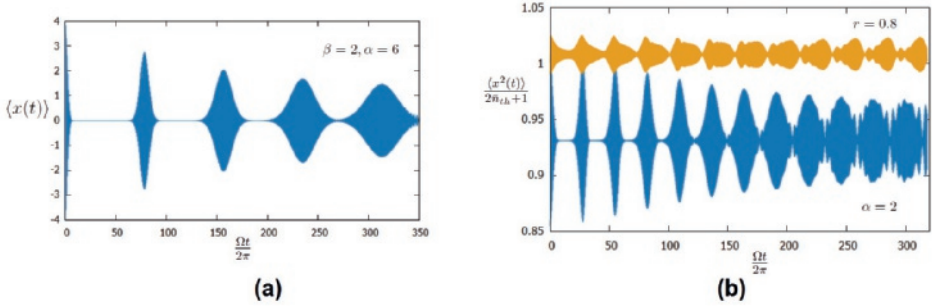 4
3
2
1
0
-1
-2
-3
-4
⟨x(t)⟩
β = 2, α = 6
0 50 100 150 200 250 300 350
Ωt
2π
(a)
1.05
1
0.95
0.9
0.85
⟨x²(t)⟩
2n̄_th+1
r = 0.8
α = 2
0 50 100 150 200 250 300
Ωt
2π
(b)